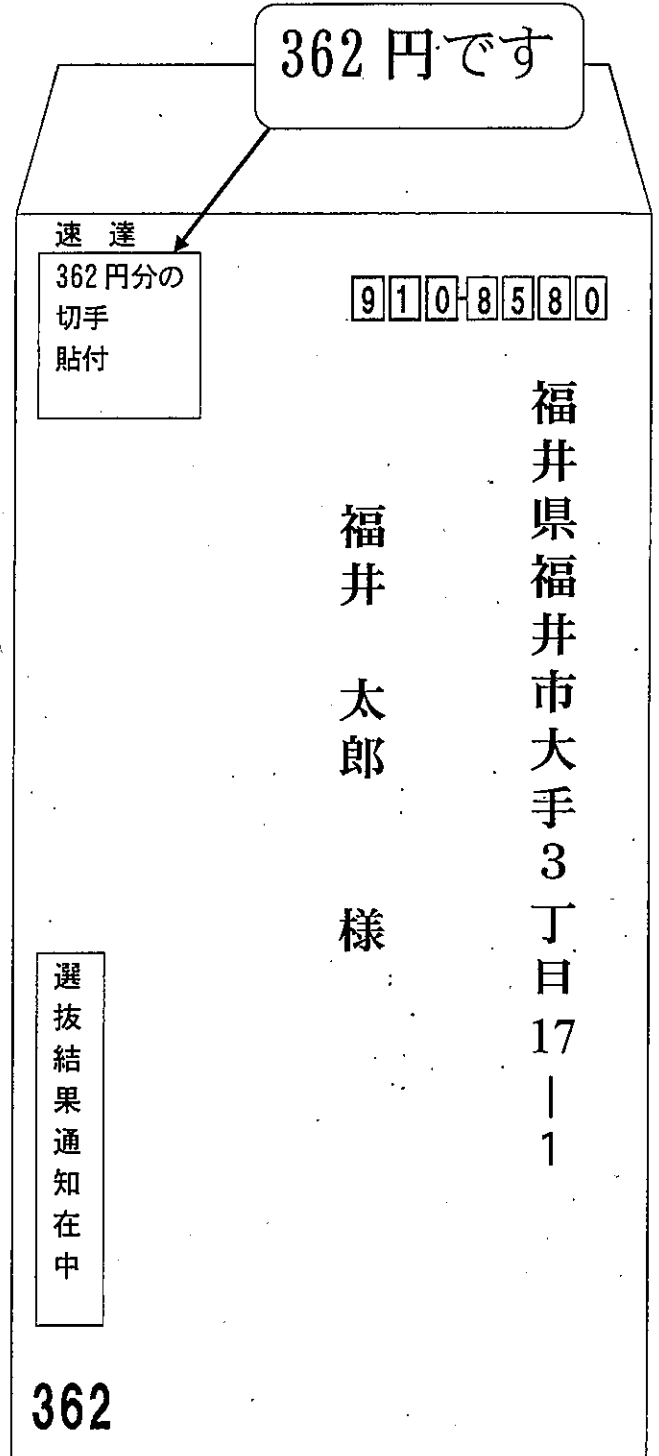 362円です
速 達
362円分の
切手
貼付
910-8580
福井県福井市大手3丁目17―1
福井 太郎 様
選抜結果通知在中
362